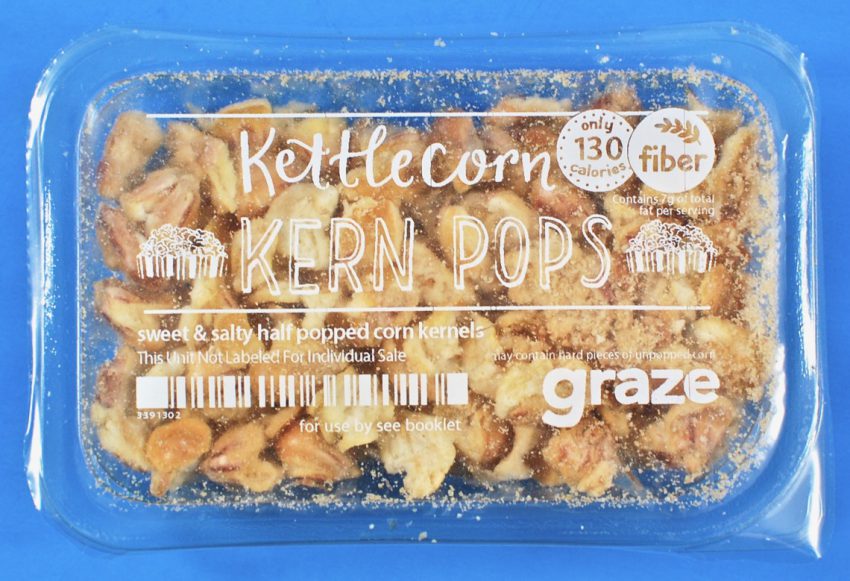 Kettlecorn
only
130
calories
fiber
Contains 7g of total
fat per serving
KERN POPS
sweet & salty half popped corn kernels
This Unit Not Labeled For Individual Sale
may contain hard pieces of unpopped corn
graze
3391302
for use by see booklet